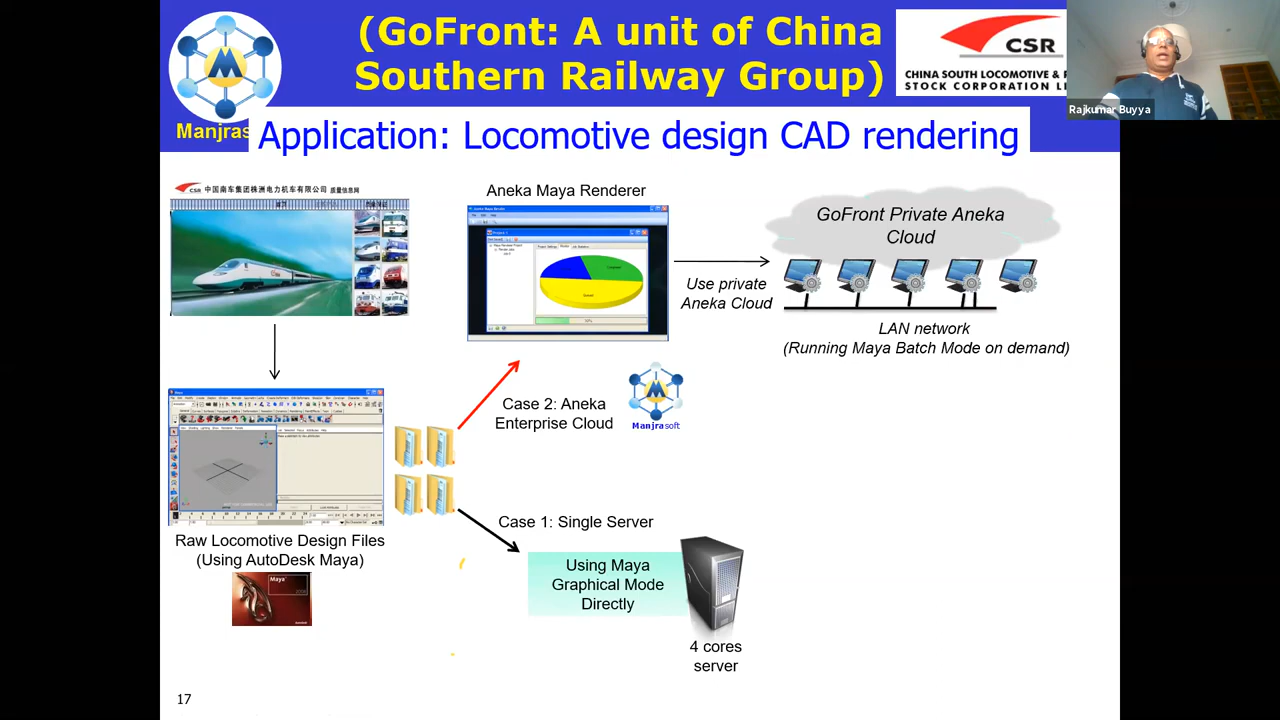 (GoFront: A unit of China
Southern Railway Group)
Manjras
CSR
CHINA SOUTH LOCOMOTIVE & R
STOCK CORPORATION LI
Rajkumar Buyya
Application: Locomotive design CAD rendering
CSR 中国南车集团株洲电力机车有限公司 质量信息网
Aneka Maya Renderer
GoFront Private Aneka
Cloud
Use private
Aneka Cloud
LAN network
(Running Maya Batch Mode on demand)
Case 2: Aneka
Enterprise Cloud
Manjrasoft
Case 1: Single Server
Using Maya
Graphical Mode
Directly
Raw Locomotive Design Files
(Using AutoDesk Maya)
Maya
4 cores
server
17